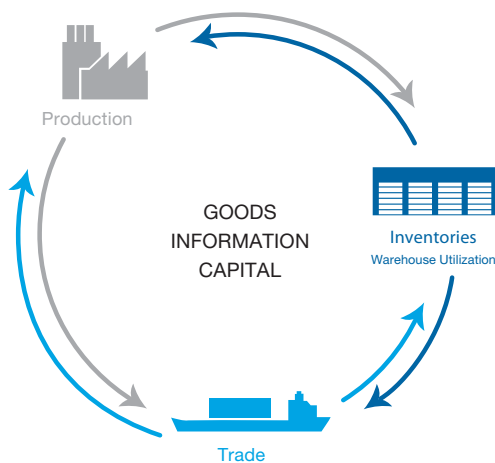 Production
GOODS
INFORMATION
CAPITAL
Inventories
Warehouse Utilization
Trade